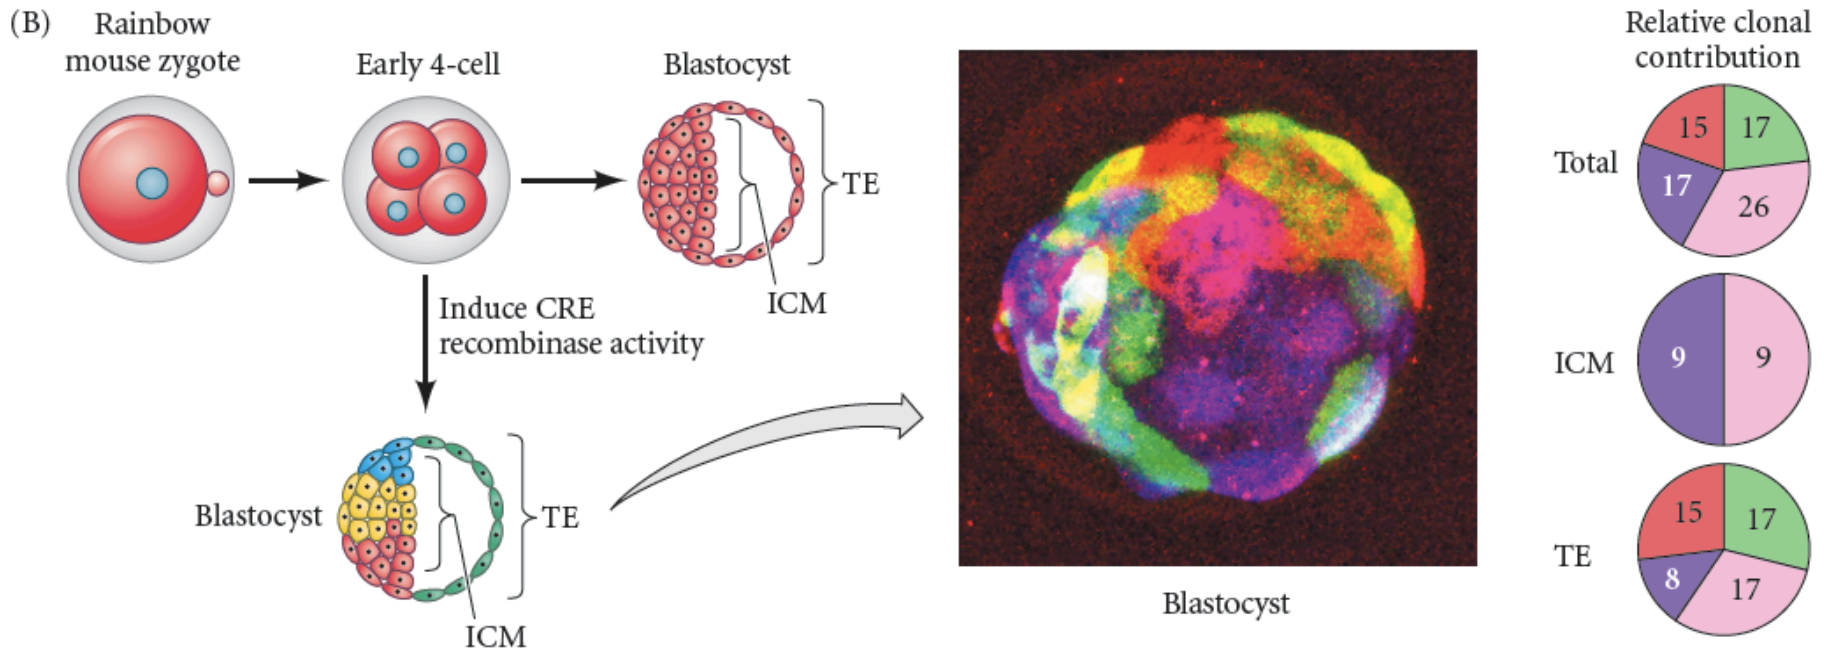 (B)
Rainbow
mouse zygote
Early 4-cell
Blastocyst
TE
ICM
Induce CRE
recombinase activity
Blastocyst
TE
ICM
Blastocyst
Relative clonal
contribution
Total
15
17
17
26
ICM
9
9
TE
15
17
8
17